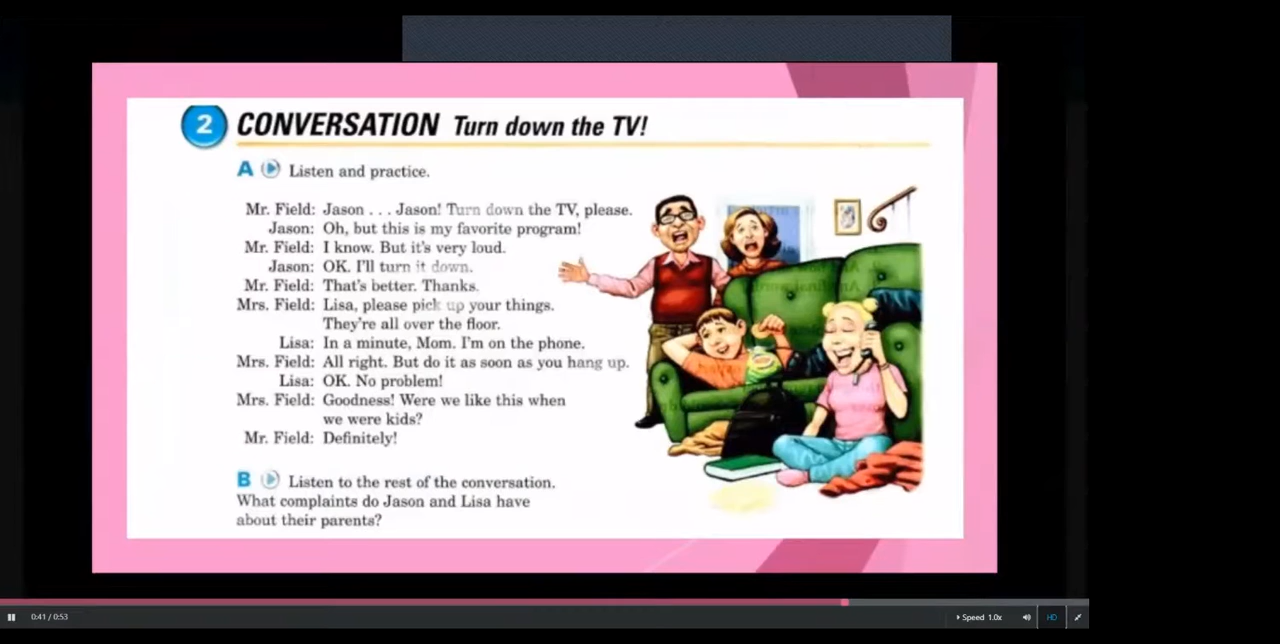 2 CONVERSATION Turn down the TV!
A Listen and practice.
Mr. Field: Jason . . . Jason! Turn down the TV, please.
Jason: Oh, but this is my favorite program!
Mr. Field: I know. But it's very loud.
Jason: OK. I'll turn it down.
Mr. Field: That's better. Thanks.
Mrs. Field: Lisa, please pick up your things.
They're all over the floor.
Lisa: In a minute, Mom. I'm on the phone.
Mrs. Field: All right. But do it as soon as you hang up.
Lisa: OK. No problem!
Mrs. Field: Goodness! Were we like this when
we were kids?
Mr. Field: Definitely!
B Listen to the rest of the conversation.
What complaints do Jason and Lisa have
about their parents?
0:41 / 0:53 Speed 1.0x HD